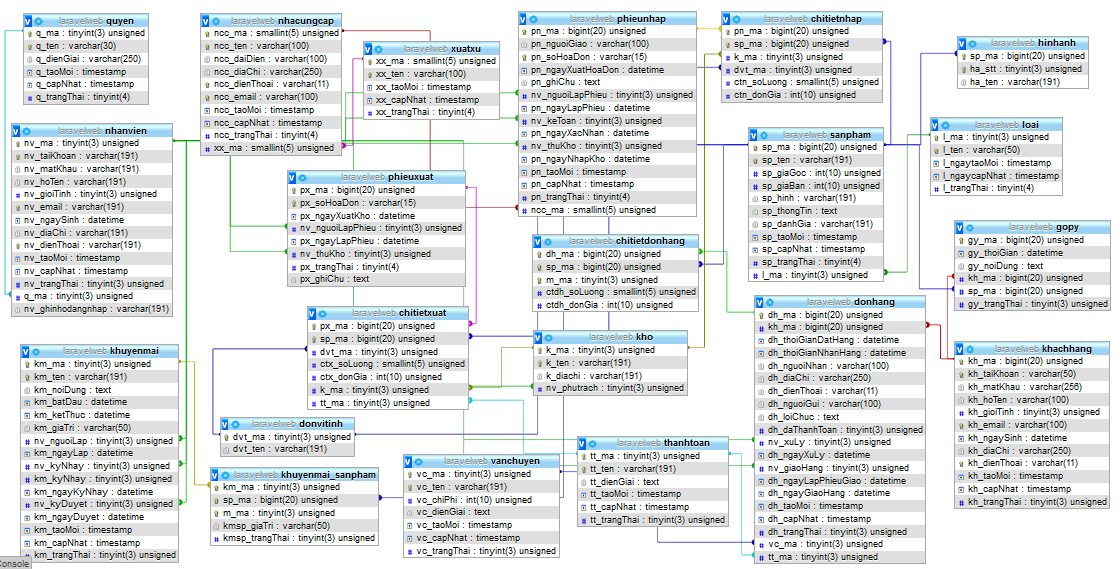 laravelweb quyen
q_ma : tinyint(3) unsigned
q_ten : varchar(30)
q_dienGiai : varchar(250)
q_taoMoi : timestamp
q_capNhat : timestamp
q_trangThai : tinyint(4)
laravelweb nhacungcap
ncc_ma : smallint(5) unsigned
ncc_ten : varchar(100)
ncc_daiDien : varchar(100)
ncc_diaChi : varchar(250)
ncc_dienThoai : varchar(11)
ncc_email : varchar(100)
ncc_taoMoi : timestamp
ncc_capNhat : timestamp
ncc_trangThai : tinyint(4)
xx_ma : smallint(5) unsigned
laravelweb xuatxu
xx_ma : smallint(5) unsigned
xx_ten : varchar(100)
xx_taoMoi : timestamp
xx_capNhat : timestamp
xx_trangThai : tinyint(4)
laravelweb phieunhap
pn_ma : bigint(20) unsigned
pn_nguoiGiao : varchar(100)
pn_soHoaDon : varchar(15)
pn_ngayXuatHoaDon : datetime
pn_ghiChu : text
nv_nguoiLapPhieu : tinyint(3) unsigned
pn_ngayLapPhieu : datetime
nv_keToan : tinyint(3) unsigned
pn_ngayXacNhan : datetime
nv_thuKho : tinyint(3) unsigned
pn_ngayNhapKho : datetime
pn_taoMoi : timestamp
pn_capNhat : timestamp
pn_trangThai : tinyint(4)
ncc_ma : smallint(5) unsigned
laravelweb chitietnhap
pn_ma : bigint(20) unsigned
sp_ma : bigint(20) unsigned
k_ma : tinyint(3) unsigned
dvt_ma : tinyint(3) unsigned
ctn_soLuong : smallint(5) unsigned
ctn_donGia : int(10) unsigned
laravelweb hinhanh
sp_ma : bigint(20) unsigned
ha_stt : tinyint(3) unsigned
ha_ten : varchar(191)
laravelweb nhanvien
nv_ma : tinyint(3) unsigned
nv_taiKhoan : varchar(191)
nv_matKhau : varchar(191)
nv_hoTen : varchar(191)
nv_gioiTinh : tinyint(3) unsigned
nv_email : varchar(191)
nv_ngaySinh : datetime
nv_diaChi : varchar(191)
nv_dienThoai : varchar(191)
nv_taoMoi : timestamp
nv_capNhat : timestamp
nv_trangThai : tinyint(3) unsigned
q_ma : tinyint(3) unsigned
nv_ghinhodangnhap : varchar(191)
laravelweb phieuxuat
px_ma : bigint(20) unsigned
px_soHoaDon : varchar(15)
px_ngayXuatKho : datetime
nv_nguoiLapPhieu : tinyint(3) unsigned
px_ngayLapPhieu : datetime
nv_thuKho : tinyint(3) unsigned
px_trangThai : tinyint(4)
px_ghiChu : text
laravelweb sanpham
sp_ma : bigint(20) unsigned
sp_ten : varchar(191)
sp_giaGoc : int(10) unsigned
sp_giaBan : int(10) unsigned
sp_hinh : varchar(191)
sp_thongTin : text
sp_danhGia : varchar(191)
sp_taoMoi : timestamp
sp_capNhat : timestamp
sp_trangThai : tinyint(4)
l_ma : tinyint(3) unsigned
laravelweb loai
l_ma : tinyint(3) unsigned
l_ten : varchar(50)
l_ngaytaoMoi : timestamp
l_ngaycapNhat : timestamp
l_trangThai : tinyint(4)
laravelweb chitietdonhang
dh_ma : bigint(20) unsigned
sp_ma : bigint(20) unsigned
m_ma : tinyint(3) unsigned
ctdh_soLuong : smallint(5) unsigned
ctdh_donGia : int(10) unsigned
laravelweb gopy
gy_ma : bigint(20) unsigned
gy_thoiGian : datetime
gy_noiDung : text
kh_ma : bigint(20) unsigned
sp_ma : bigint(20) unsigned
gy_trangThai : tinyint(3) unsigned
laravelweb chitietxuat
px_ma : bigint(20) unsigned
sp_ma : bigint(20) unsigned
dvt_ma : tinyint(3) unsigned
ctx_soLuong : smallint(5) unsigned
ctx_donGia : int(10) unsigned
k_ma : tinyint(3) unsigned
tt_ma : tinyint(3) unsigned
laravelweb kho
k_ma : tinyint(3) unsigned
k_ten : varchar(191)
k_diachi : varchar(191)
nv_phutrach : tinyint(3) unsigned
laravelweb donhang
dh_ma : bigint(20) unsigned
kh_ma : bigint(20) unsigned
dh_thoiGianDatHang : datetime
dh_thoiGianNhanHang : datetime
dh_nguoiNhan : varchar(100)
dh_diaChi : varchar(250)
dh_dienThoai : varchar(11)
dh_nguoiGui : varchar(100)
dh_loiChuc : text
dh_daThanhToan : tinyint(3) unsigned
nv_xuLy : tinyint(3) unsigned
dh_ngayXuLy : datetime
nv_giaoHang : tinyint(3) unsigned
dh_ngayLapPhieuGiao : datetime
dh_ngayGiaoHang : datetime
dh_taoMoi : timestamp
dh_capNhat : timestamp
dh_trangThai : tinyint(3) unsigned
vc_ma : tinyint(3) unsigned
tt_ma : tinyint(3) unsigned
laravelweb khachhang
kh_ma : bigint(20) unsigned
kh_taiKhoan : varchar(50)
kh_matKhau : varchar(256)
kh_hoTen : varchar(100)
kh_gioiTinh : tinyint(3) unsigned
kh_email : varchar(100)
kh_ngaySinh : datetime
kh_diaChi : varchar(250)
kh_dienThoai : varchar(11)
kh_taoMoi : timestamp
kh_capNhat : timestamp
kh_trangThai : tinyint(3) unsigned
laravelweb khuyenmai
km_ma : tinyint(3) unsigned
km_ten : varchar(191)
km_noiDung : text
km_batDau : datetime
km_ketThuc : datetime
km_giaTri : varchar(50)
nv_nguoiLap : tinyint(3) unsigned
km_ngayLap : datetime
nv_kyNhay : tinyint(3) unsigned
km_kyNhay : tinyint(3) unsigned
km_ngayKyNhay : datetime
nv_kyDuyet : tinyint(3) unsigned
km_ngayDuyet : datetime
km_taoMoi : timestamp
km_capNhat : timestamp
km_trangThai : tinyint(3) unsigned
laravelweb donvitinh
dvt_ma : tinyint(3) unsigned
dvt_ten : varchar(191)
laravelweb khuyenmai_sanpham
km_ma : tinyint(3) unsigned
sp_ma : bigint(20) unsigned
m_ma : tinyint(3) unsigned
kmsp_giaTri : varchar(50)
kmsp_trangThai : tinyint(3) unsigned
laravelweb vanchuyen
vc_ma : tinyint(3) unsigned
vc_ten : varchar(191)
vc_chiPhi : int(10) unsigned
vc_dienGiai : text
vc_taoMoi : timestamp
vc_capNhat : timestamp
vc_trangThai : tinyint(3) unsigned
laravelweb thanhtoan
tt_ma : tinyint(3) unsigned
tt_ten : varchar(191)
tt_dienGiai : text
tt_taoMoi : timestamp
tt_capNhat : timestamp
tt_trangThai : tinyint(3) unsigned
Console